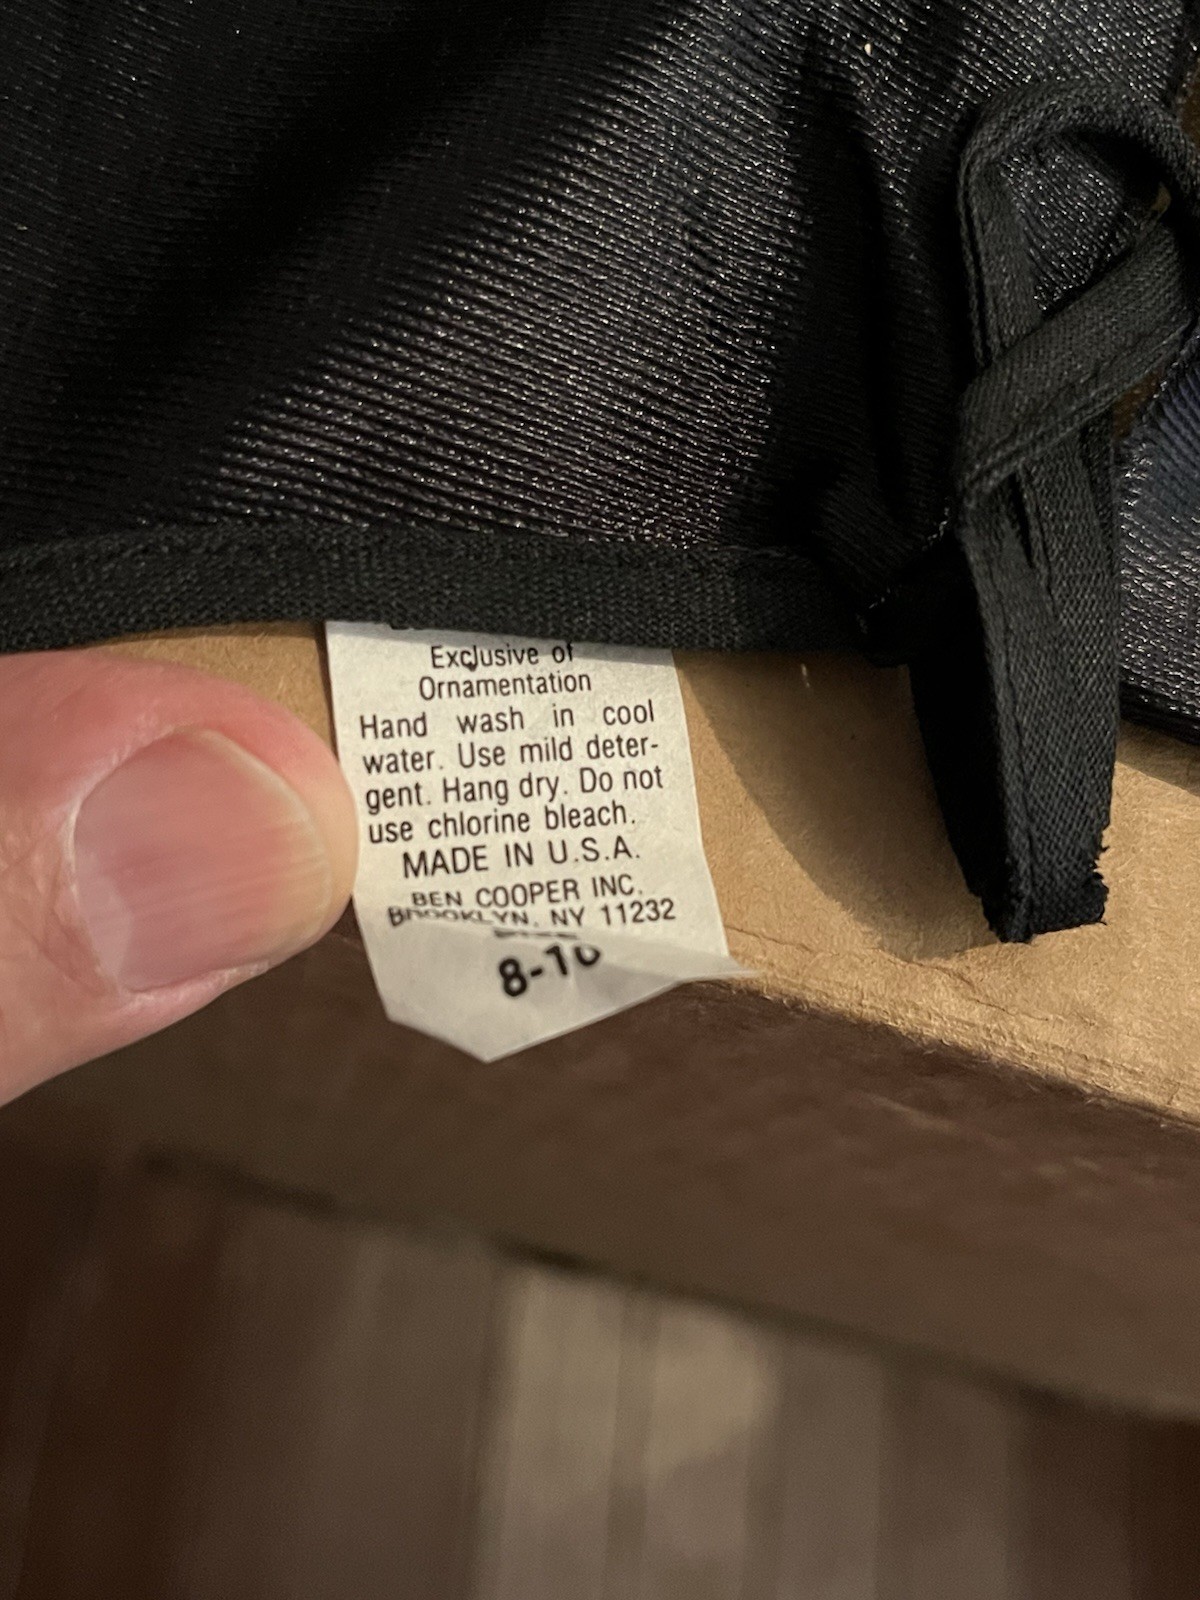 Exclusive of
Ornamentation
Hand wash in cool
water. Use mild deter-
gent. Hang dry. Do not
use chlorine bleach.
MADE IN U.S.A.
BEN COOPER INC.
BROOKLYN, NY 11232
8-10